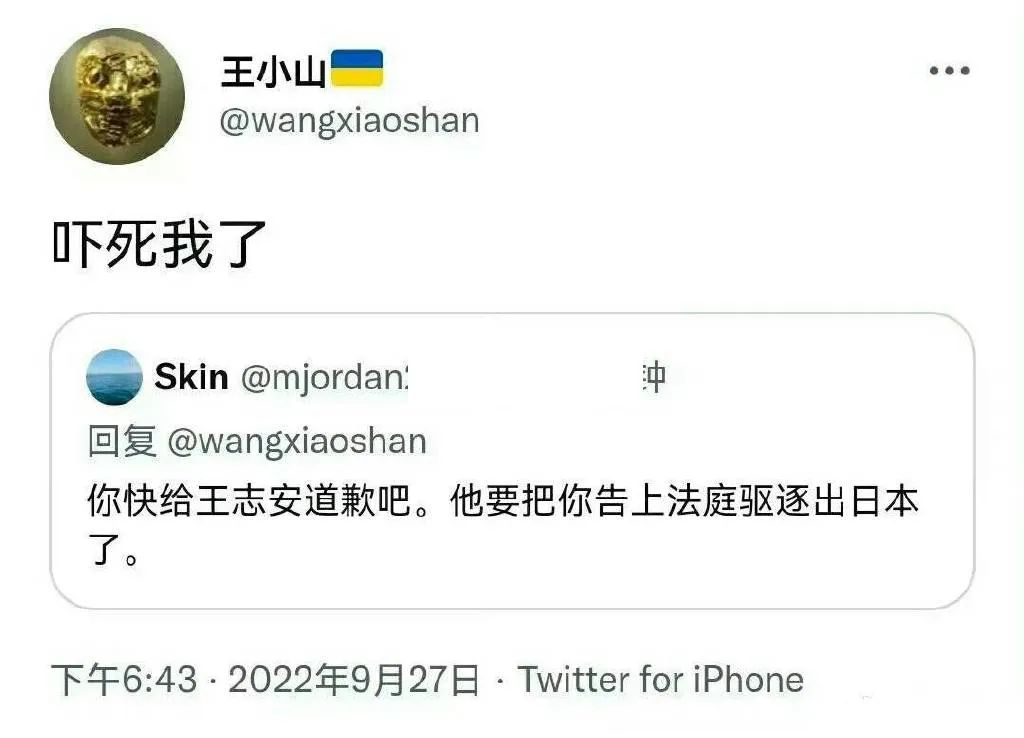 王小山🇺🇦
@wangxiaoshan
吓死我了
Skin @mjordan
回复 @wangxiaoshan
你快给王志安道歉吧。他要把你告上法庭驱逐出日本
了。
下午6:43 · 2022年9月27日 · Twitter for iPhone